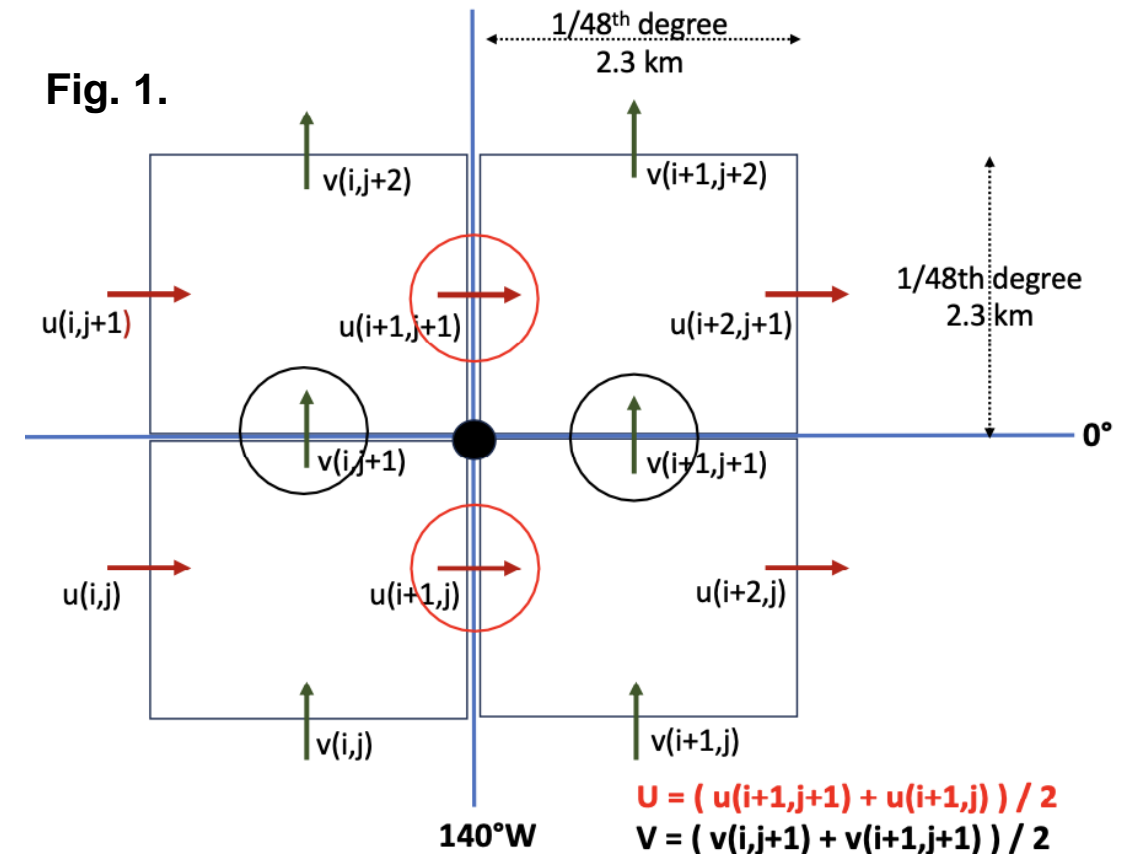 1/48th degree
2.3 km
Fig. 1.
v(i,j+2)
v(i+1,j+2)
1/48th degree
2.3 km
u(i,j+1)
u(i+1,j+1)
u(i+2,j+1)
0°
v(i,j+1)
v(i+1,j+1)
u(i,j)
u(i+1,j)
u(i+2,j)
v(i,j)
v(i+1,j)
U = ( u(i+1,j+1) + u(i+1,j) ) / 2
140°W
V = ( v(i,j+1) + v(i+1,j+1) ) / 2